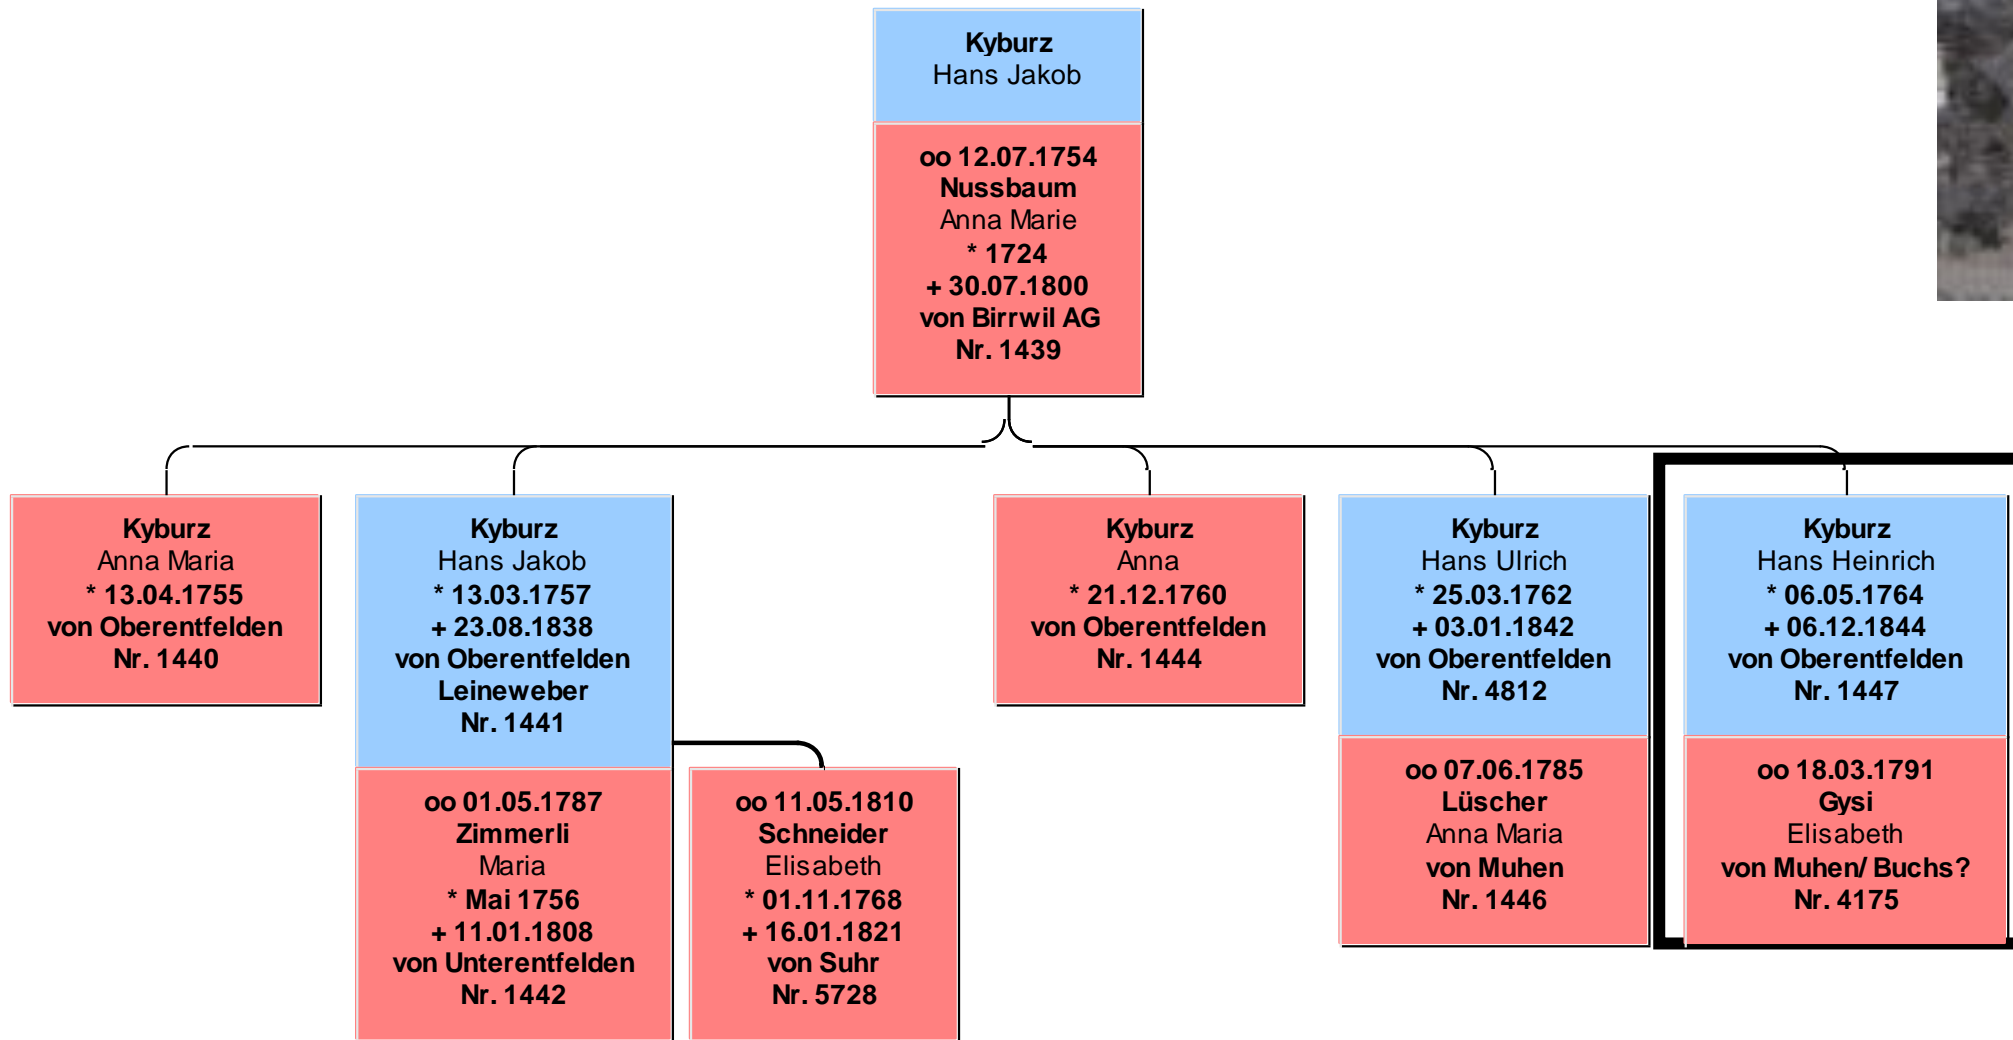 Kyburz
Hans Jakob
oo 12.07.1754
Nussbaum
Anna Marie
* 1724
+ 30.07.1800
von Birrwil AG
Nr. 1439
Kyburz
Anna Maria
* 13.04.1755
von Oberentfelden
Nr. 1440
Kyburz
Hans Jakob
* 13.03.1757
+ 23.08.1838
von Oberentfelden
Leineweber
Nr. 1441
oo 01.05.1787
Zimmerli
Maria
* Mai 1756
+ 11.01.1808
von Unterentfelden
Nr. 1442
oo 11.05.1810
Schneider
Elisabeth
* 01.11.1768
+ 16.01.1821
von Suhr
Nr. 5728
Kyburz
Anna
* 21.12.1760
von Oberentfelden
Nr. 1444
Kyburz
Hans Ulrich
* 25.03.1762
+ 03.01.1842
von Oberentfelden
Nr. 4812
oo 07.06.1785
Lüscher
Anna Maria
von Muhen
Nr. 1446
Kyburz
Hans Heinrich
* 06.05.1764
+ 06.12.1844
von Oberentfelden
Nr. 1447
oo 18.03.1791
Gysi
Elisabeth
von Muhen/ Buchs?
Nr. 4175